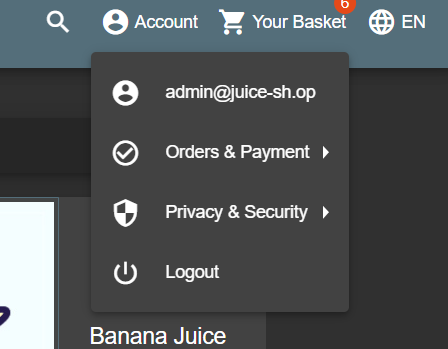 Account
Your Basket
6
EN
admin@juice-sh.op
Orders & Payment
Privacy & Security
Logout
Banana Juice